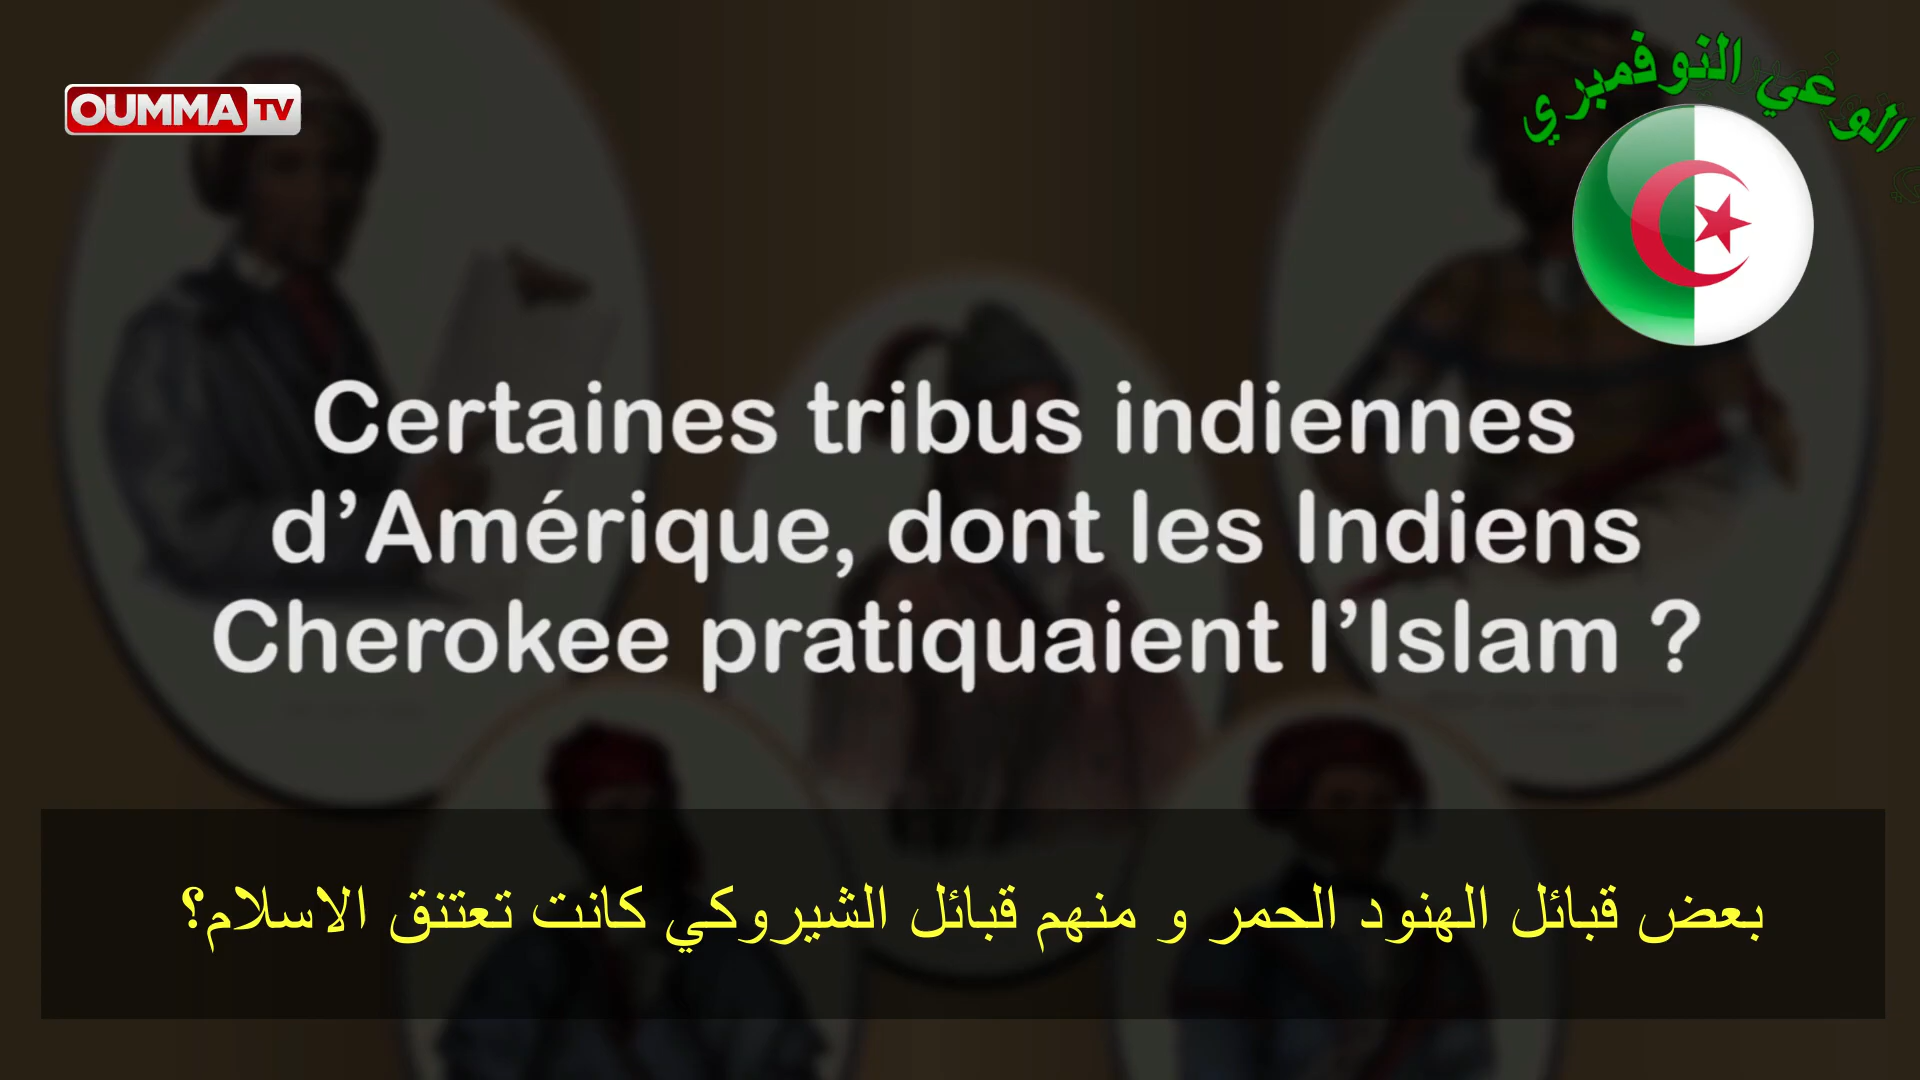 OUMMA TV
الوعي النوفمبري
Certaines tribus indiennes
d’Amérique, dont les Indiens
Cherokee pratiquaient l’Islam ?
بعض قبائل الهنود الحمر و منهم قبائل الشيروكي كانت تعتنق الاسلام؟